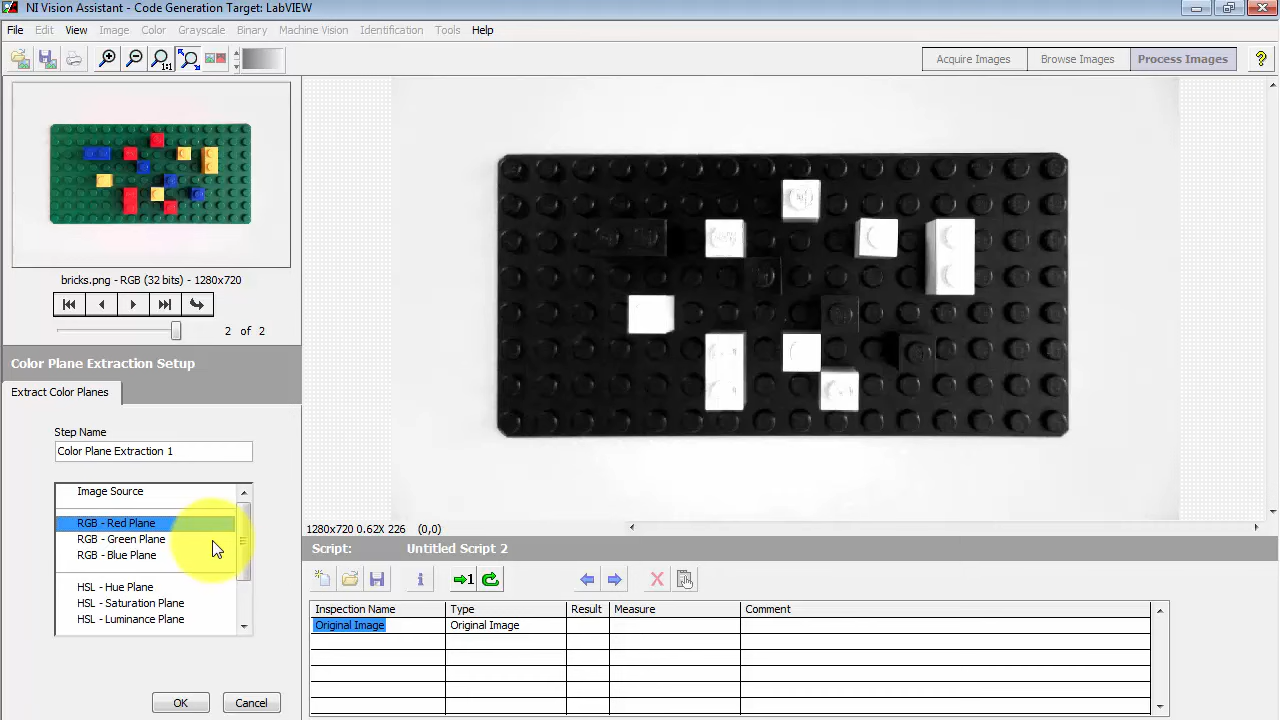 NI Vision Assistant - Code Generation Target: LabVIEW
File Edit View Image Color Grayscale Binary Machine Vision Identification Tools Help
1:1
Acquire Images Browse Images Process Images ?
bricks.png - RGB (32 bits) - 1280x720
2 of 2
Color Plane Extraction Setup
Extract Color Planes
Step Name
Color Plane Extraction 1
Image Source
RGB - Red Plane
RGB - Green Plane
RGB - Blue Plane
HSL - Hue Plane
HSL - Saturation Plane
HSL - Luminance Plane
OK Cancel
1280x720 0.62X 226 (0,0)
Script: Untitled Script 2
Inspection Name Type Result Measure Comment
Original Image Original Image